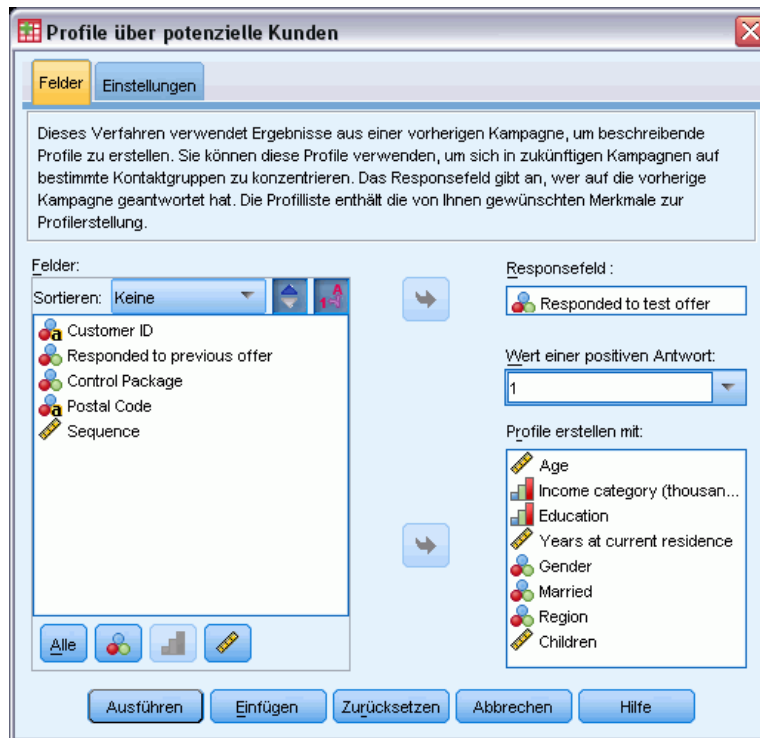 Profile über potenzielle Kunden
Felder
Einstellungen
Dieses Verfahren verwendet Ergebnisse aus einer vorherigen Kampagne, um beschreibende
Profile zu erstellen. Sie können diese Profile verwenden, um sich in zukünftigen Kampagnen auf
bestimmte Kontaktgruppen zu konzentrieren. Das Responsefeld gibt an, wer auf die vorherige
Kampagne geantwortet hat. Die Profilliste enthält die von Ihnen gewünschten Merkmale zur
Profilerstellung.
Felder:
Sortieren: Keine
Customer ID
Responded to previous offer
Control Package
Postal Code
Sequence
Alle
Responsefeld :
Responded to test offer
Wert einer positiven Antwort:
1
Profile erstellen mit:
Age
Income category (thousan...
Education
Years at current residence
Gender
Married
Region
Children
Ausführen
Einfügen
Zurücksetzen
Abbrechen
Hilfe